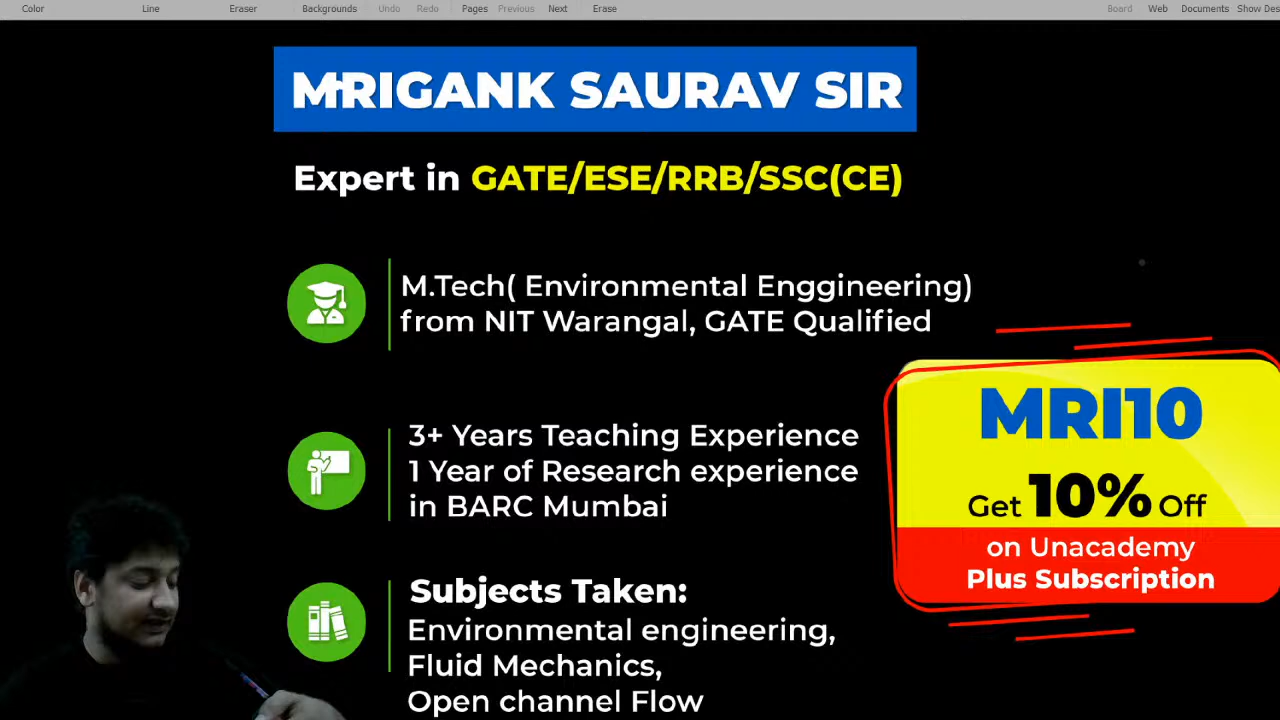 Color Line Eraser Backgrounds Undo Redo Pages Previous Next Erase Board Web Documents Show Des
MRIGANK SAURAV SIR
Expert in GATE/ESE/RRB/SSC(CE)
M.Tech( Environmental Enggineering)
from NIT Warangal, GATE Qualified
3+ Years Teaching Experience
1 Year of Research experience
in BARC Mumbai
Subjects Taken:
Environmental engineering,
Fluid Mechanics,
Open channel Flow
MRI10
Get 10% Off
on Unacademy
Plus Subscription